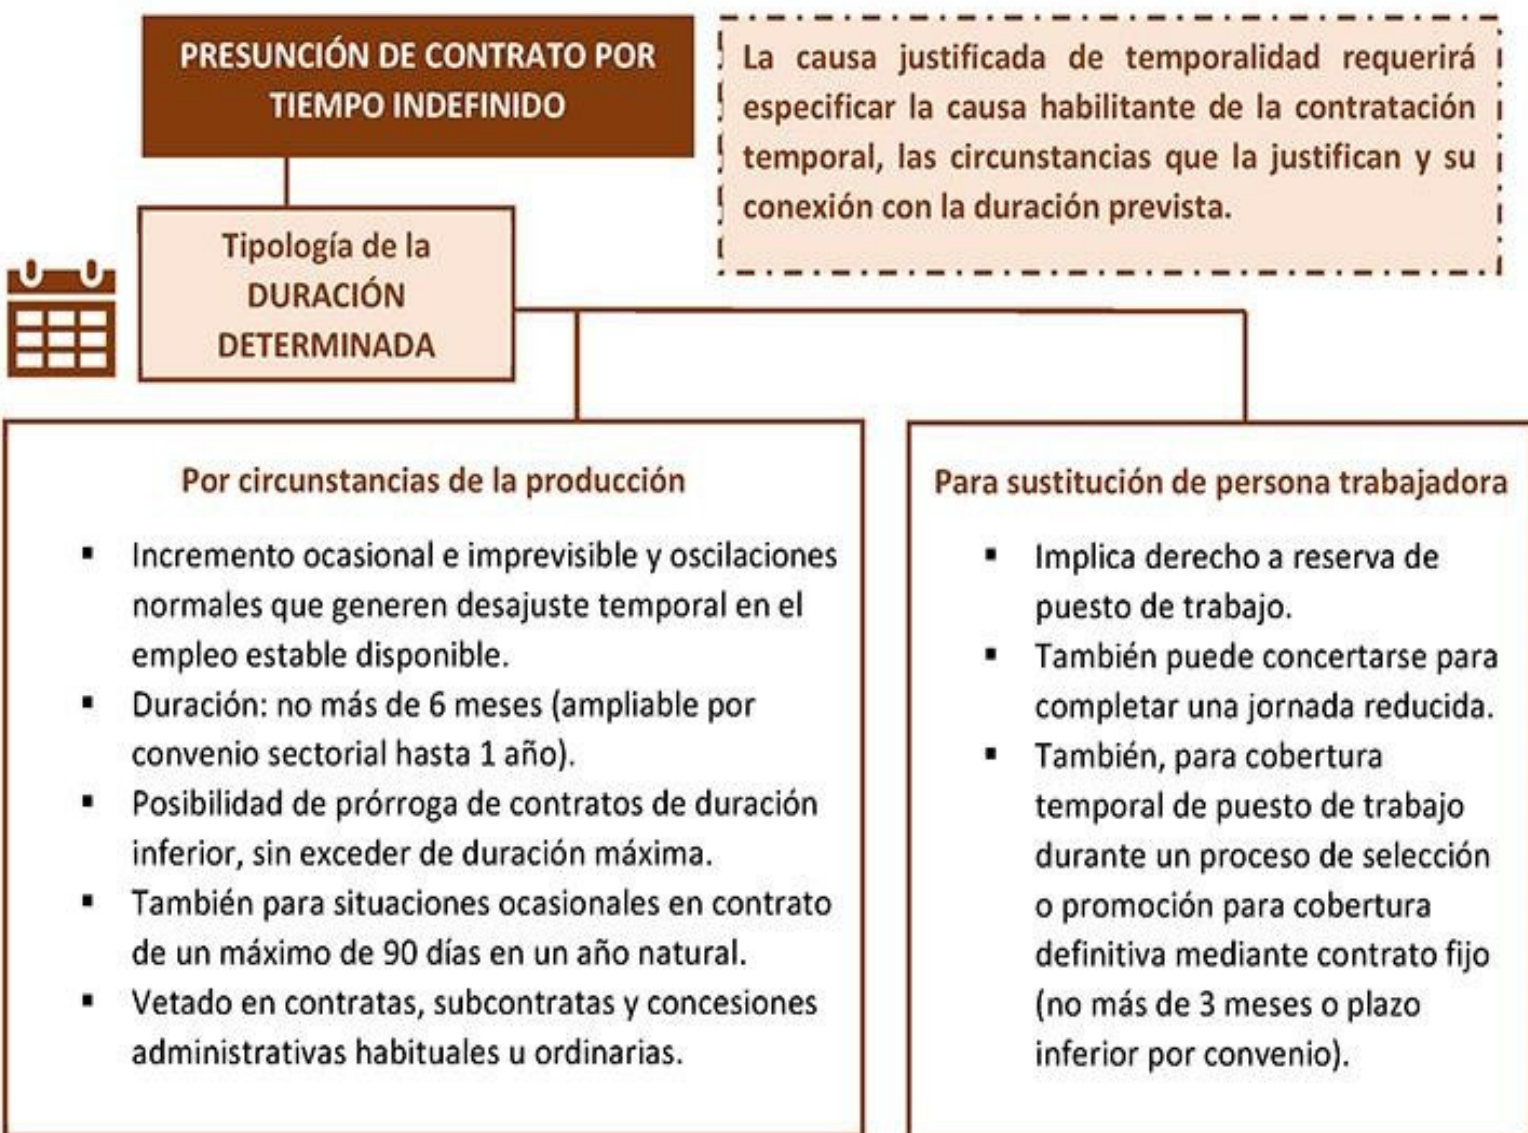 PRESUNCIÓN DE CONTRATO POR
TIEMPO INDEFINIDO
La causa justificada de temporalidad requerirá
especificar la causa habilitante de la contratación
temporal, las circunstancias que la justifican y su
conexión con la duración prevista.
Tipología de la
DURACIÓN
DETERMINADA
Por circunstancias de la producción
▪ Incremento ocasional e imprevisible y oscilaciones
normales que generen desajuste temporal en el
empleo estable disponible.
▪ Duración: no más de 6 meses (ampliable por
convenio sectorial hasta 1 año).
▪ Posibilidad de prórroga de contratos de duración
inferior, sin exceder de duración máxima.
▪ También para situaciones ocasionales en contrato
de un máximo de 90 días en un año natural.
▪ Vetado en contratas, subcontratas y concesiones
administrativas habituales u ordinarias.
Para sustitución de persona trabajadora
▪ Implica derecho a reserva de
puesto de trabajo.
▪ También puede concertarse para
completar una jornada reducida.
▪ También, para cobertura
temporal de puesto de trabajo
durante un proceso de selección
o promoción para cobertura
definitiva mediante contrato fijo
(no más de 3 meses o plazo
inferior por convenio).